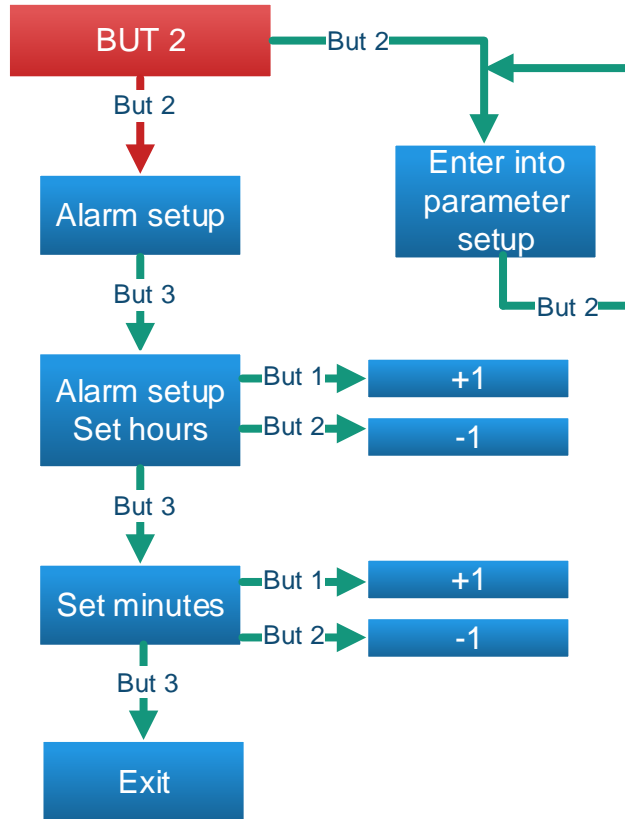 BUT 2
But 2
But 2
Alarm setup
Enter into
parameter
setup
But 3
But 2
Alarm setup
Set hours
But 1
+1
But 2
-1
But 3
Set minutes
But 1
+1
But 2
-1
But 3
Exit